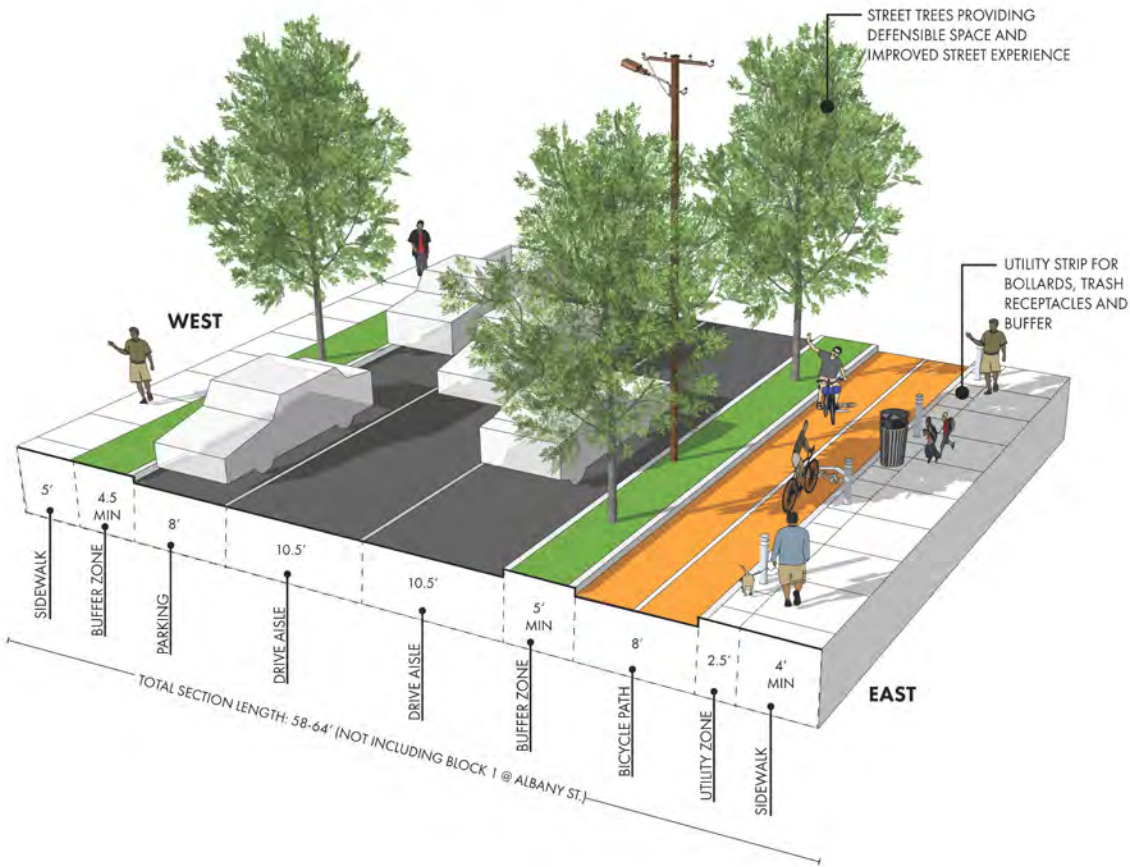 STREET TREES PROVIDING
DEFENSIBLE SPACE AND
IMPROVED STREET EXPERIENCE
UTILITY STRIP FOR
BOLLARDS, TRASH
RECEPTACLES AND
BUFFER
WEST
EAST
5’
4.5
MIN
8’
10.5’
10.5’
5’
MIN
8’
2.5’
4’
MIN
SIDEWALK
BUFFER ZONE
PARKING
DRIVE AISLE
DRIVE AISLE
BUFFER ZONE
BICYCLE PATH
UTILITY ZONE
SIDEWALK
TOTAL SECTION LENGTH: 58-64’ (NOT INCLUDING BLOCK 1 @ ALBANY ST.)